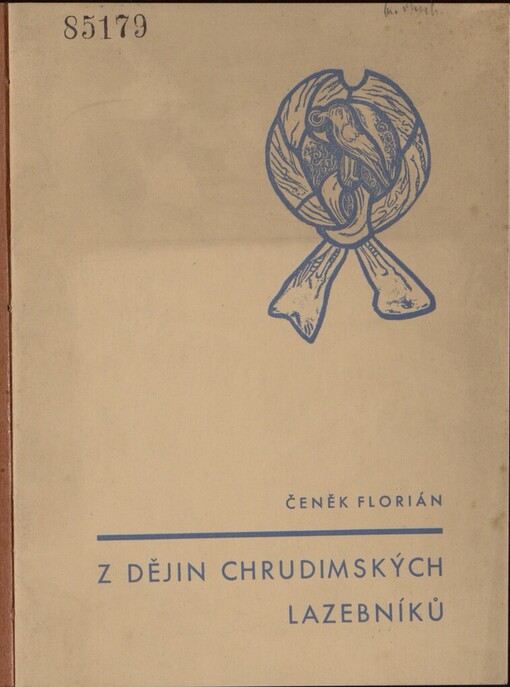 85179
ČENĚK FLORIÁN
Z DĚJIN CHRUDIMSKÝCH
LAZEBNÍKŮ